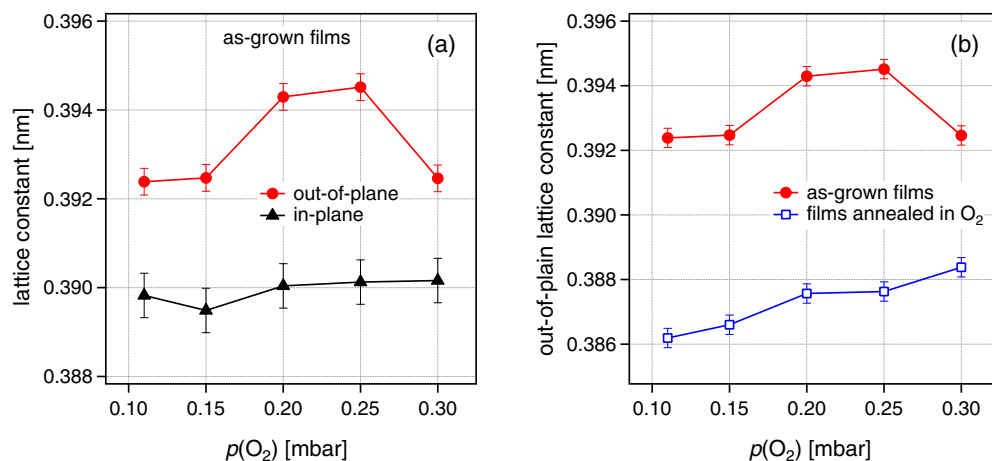 as-grown films
(a)
lattice constant [nm]
0.396
0.394
0.392
0.390
0.388
out-of-plane
in-plane
0.10 0.15 0.20 0.25 0.30
p(O₂) [mbar]
(b)
out-of-plain lattice constant [nm]
0.396
0.394
0.392
0.390
0.388
0.386
as-grown films
films annealed in O₂
0.10 0.15 0.20 0.25 0.30
p(O₂) [mbar]